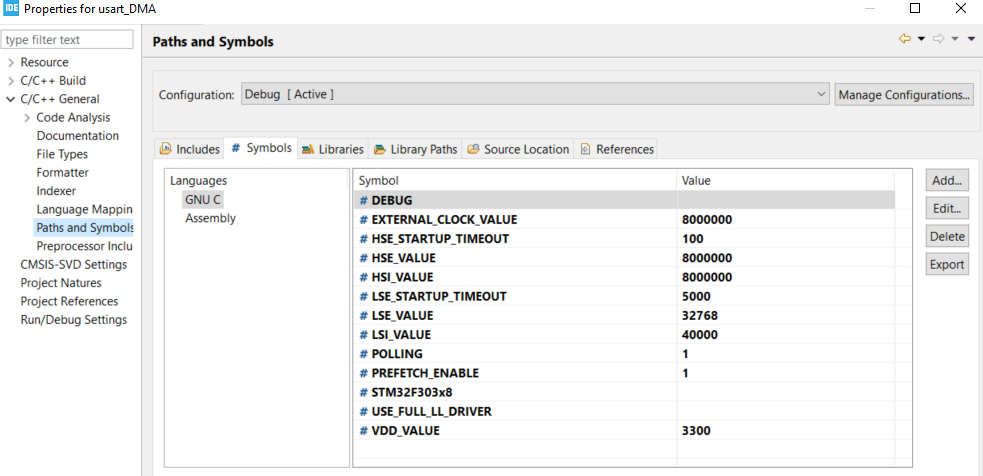 IDE Properties for usart_DMA
type filter text
Resource
C/C++ Build
C/C++ General
Code Analysis
Documentation
File Types
Formatter
Indexer
Language Mappin
Paths and Symbols
Preprocessor Inclu
CMSIS-SVD Settings
Project Natures
Project References
Run/Debug Settings
Paths and Symbols
Configuration: Debug [ Active ] Manage Configurations...
Includes # Symbols Libraries Library Paths Source Location References
Languages
GNU C
Assembly
Symbol Value
# DEBUG
# EXTERNAL_CLOCK_VALUE 8000000
# HSE_STARTUP_TIMEOUT 100
# HSE_VALUE 8000000
# HSI_VALUE 8000000
# LSE_STARTUP_TIMEOUT 5000
# LSE_VALUE 32768
# LSI_VALUE 40000
# POLLING 1
# PREFETCH_ENABLE 1
# STM32F303x8
# USE_FULL_LL_DRIVER
# VDD_VALUE 3300
Add...
Edit...
Delete
Export